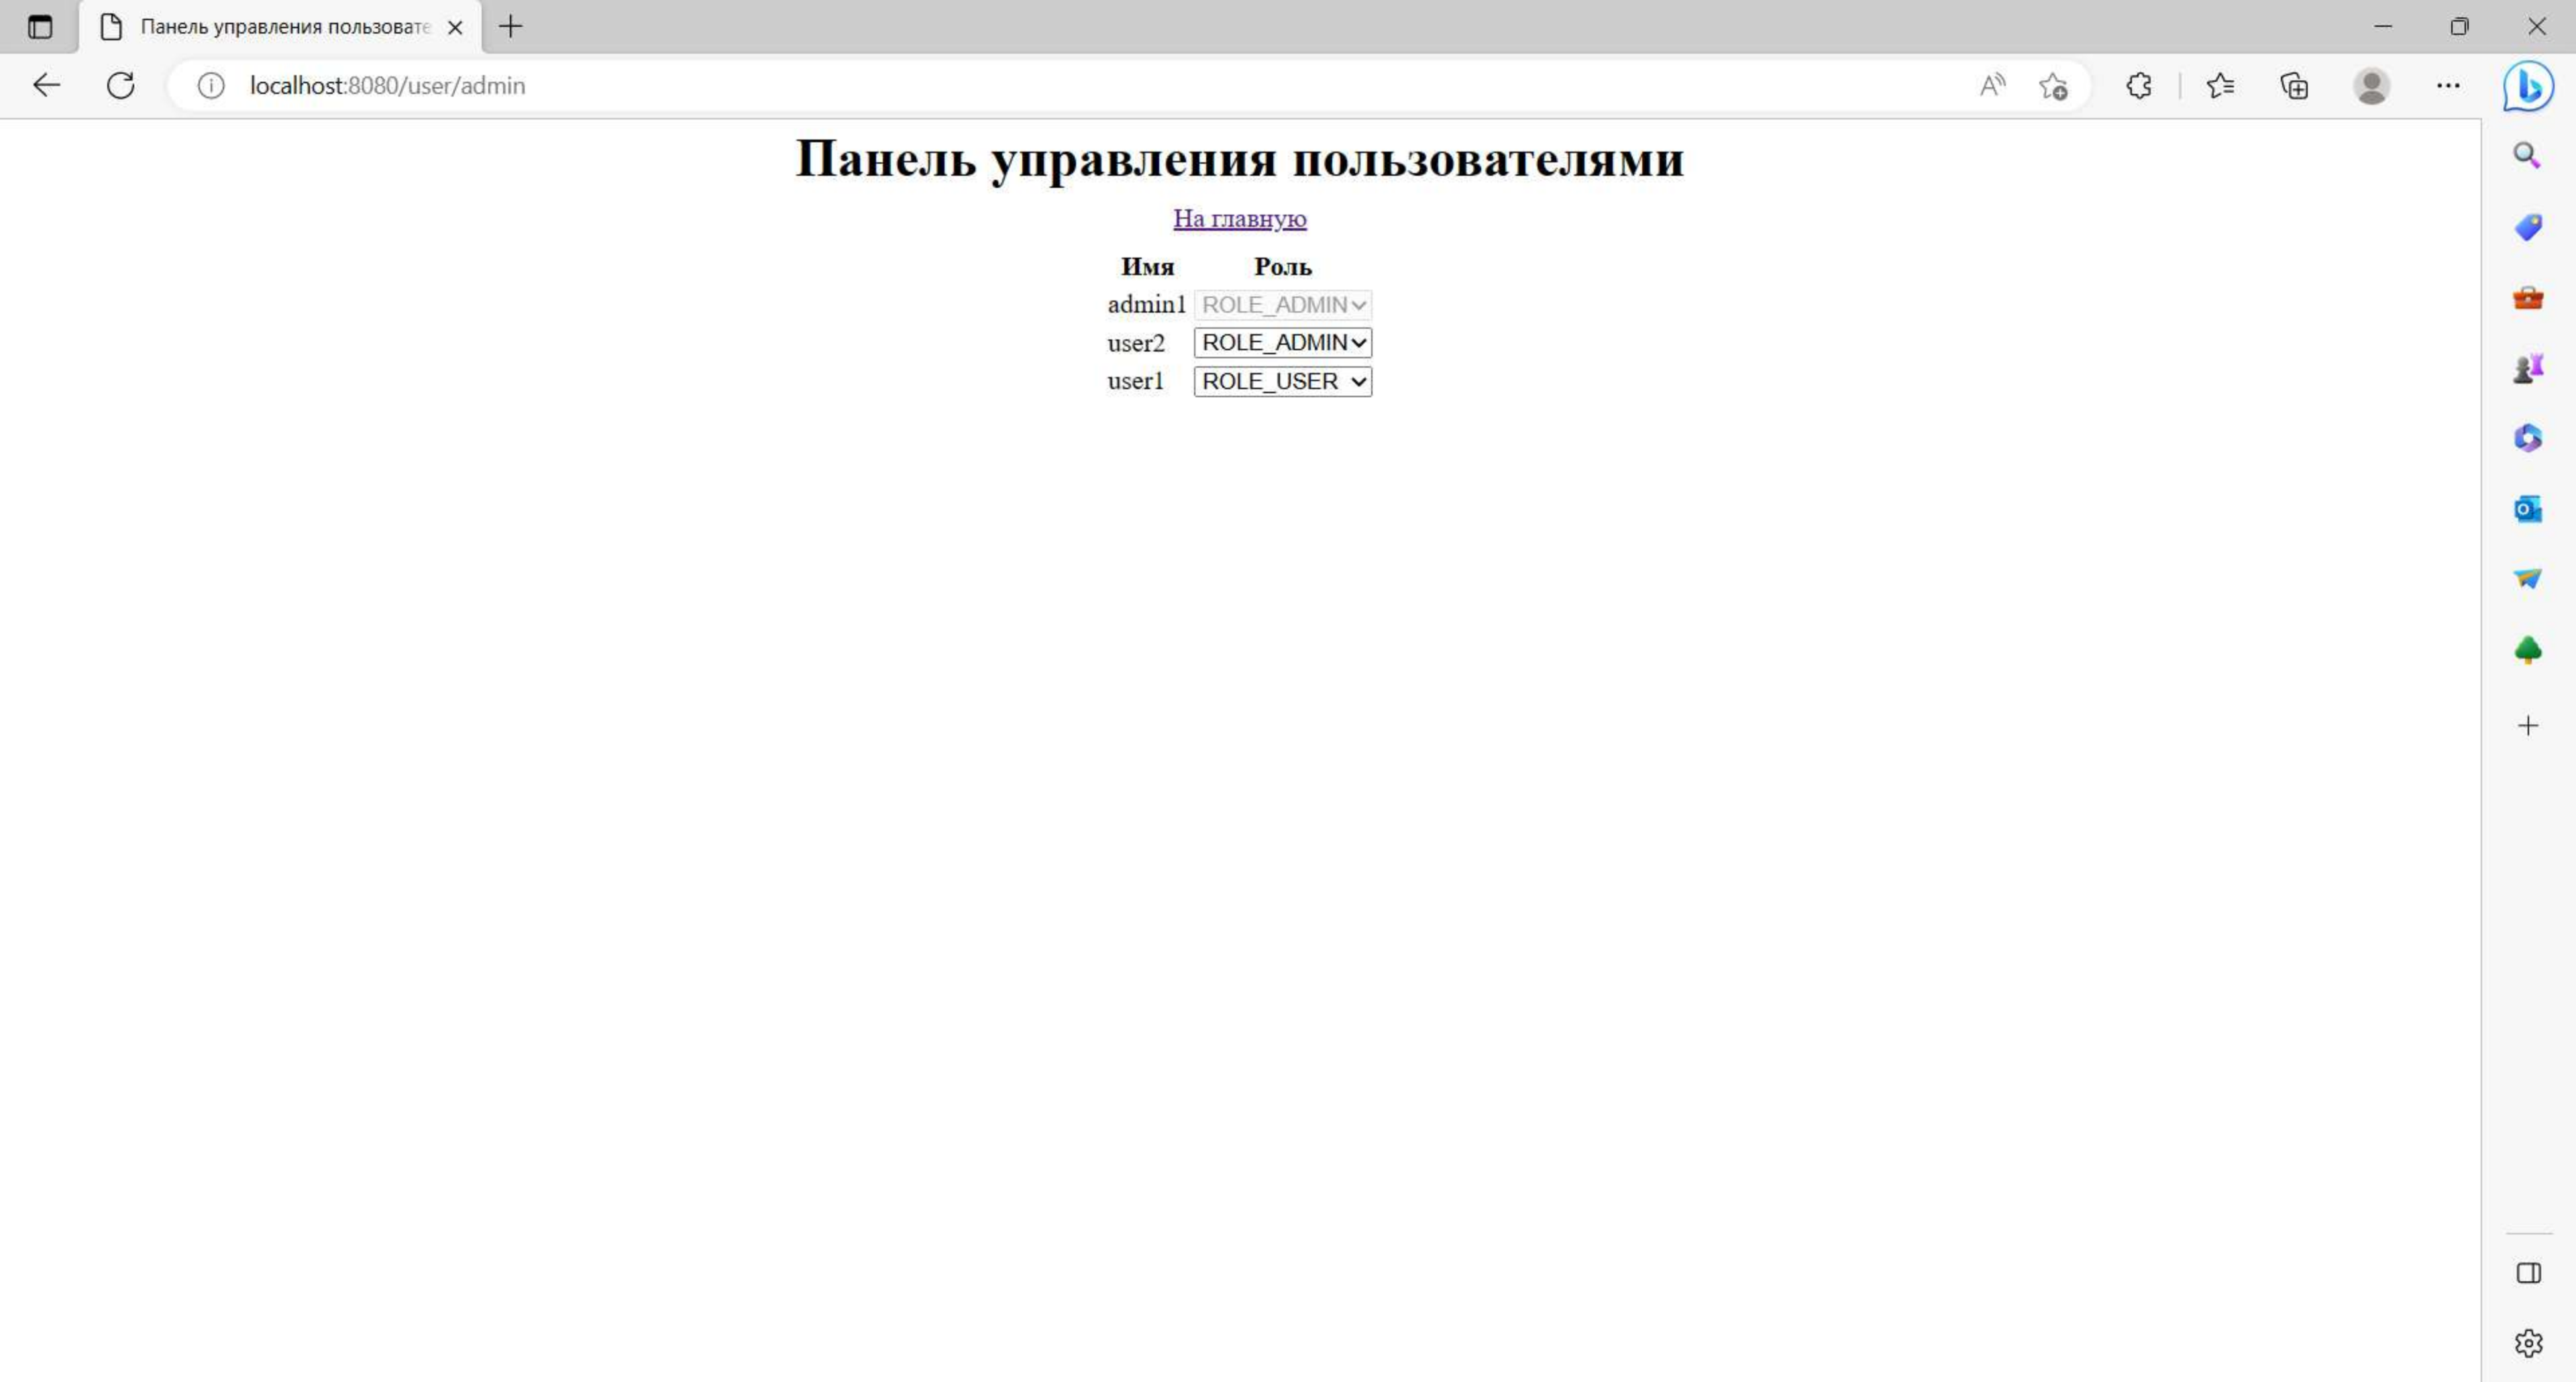 Панель управления пользовате
localhost:8080/user/admin
Панель управления пользователями
На главную
Имя Роль
admin1 ROLE_ADMIN
user2 ROLE_ADMIN
user1 ROLE_USER